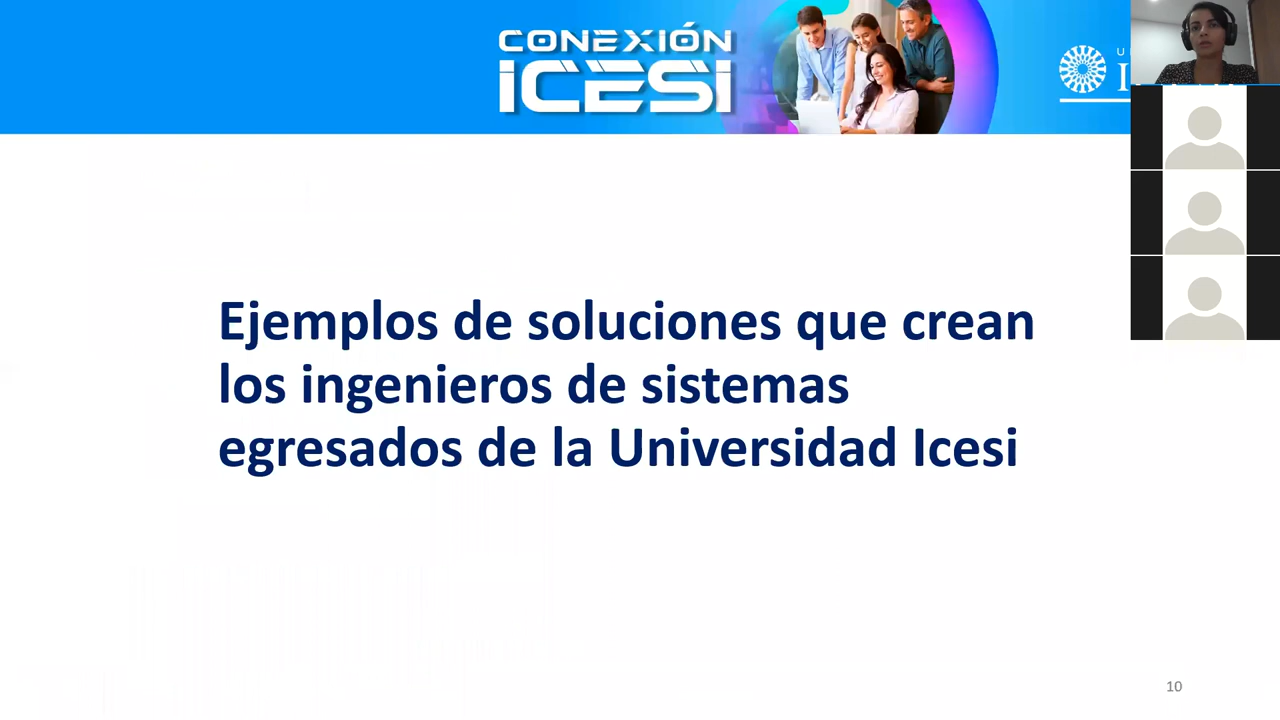 CONEXIÓN
ICESI
Ejemplos de soluciones que crean
los ingenieros de sistemas
egresados de la Universidad Icesi
10